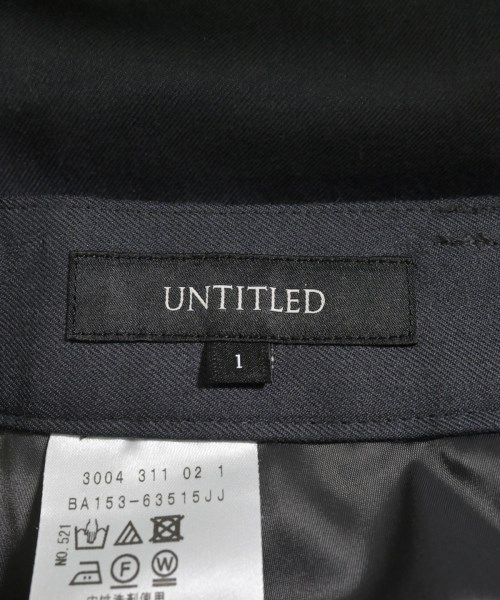 UNTITLED
1
3004 311 02 1
BA153-63515JJ
NO.521
F W